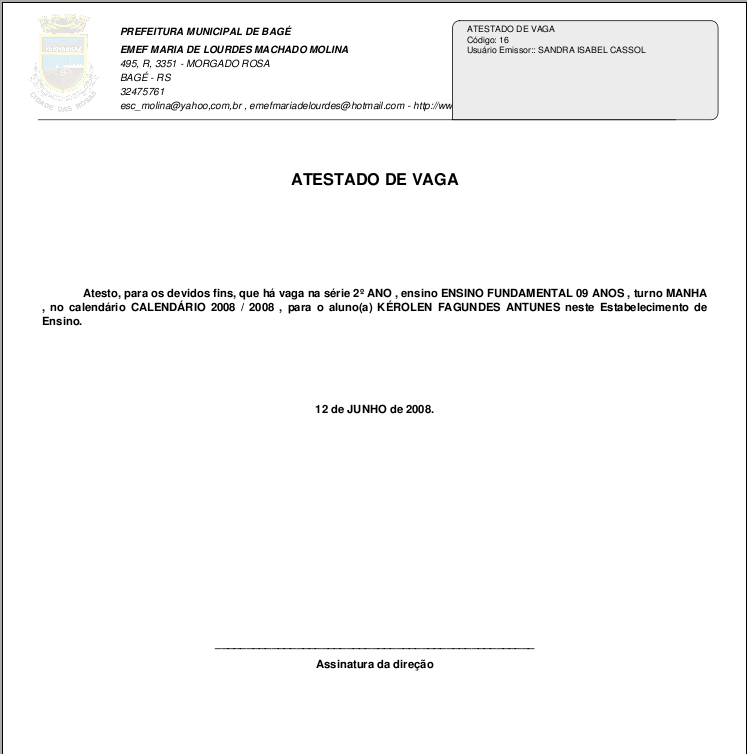 PREFEITURA MUNICIPAL DE BAGÉ
EMEF MARIA DE LOURDES MACHADO MOLINA
495, R, 3351 - MORGADO ROSA
BAGÉ - RS
32475761
esc_molina@yahoo,com,br , emefmariadelourdes@hotmail.com - http://ww
ATESTADO DE VAGA
Código: 16
Usuário Emissor:: SANDRA ISABEL CASSOL
CIDADE DAS ROSAS
ATESTADO DE VAGA
Atesto, para os devidos fins, que há vaga na série 2º ANO , ensino ENSINO FUNDAMENTAL 09 ANOS , turno MANHA
, no calendário CALENDÁRIO 2008 / 2008 , para o aluno(a) KÉROLEN FAGUNDES ANTUNES neste Estabelecimento de
Ensino.
12 de JUNHO de 2008.
Assinatura da direção